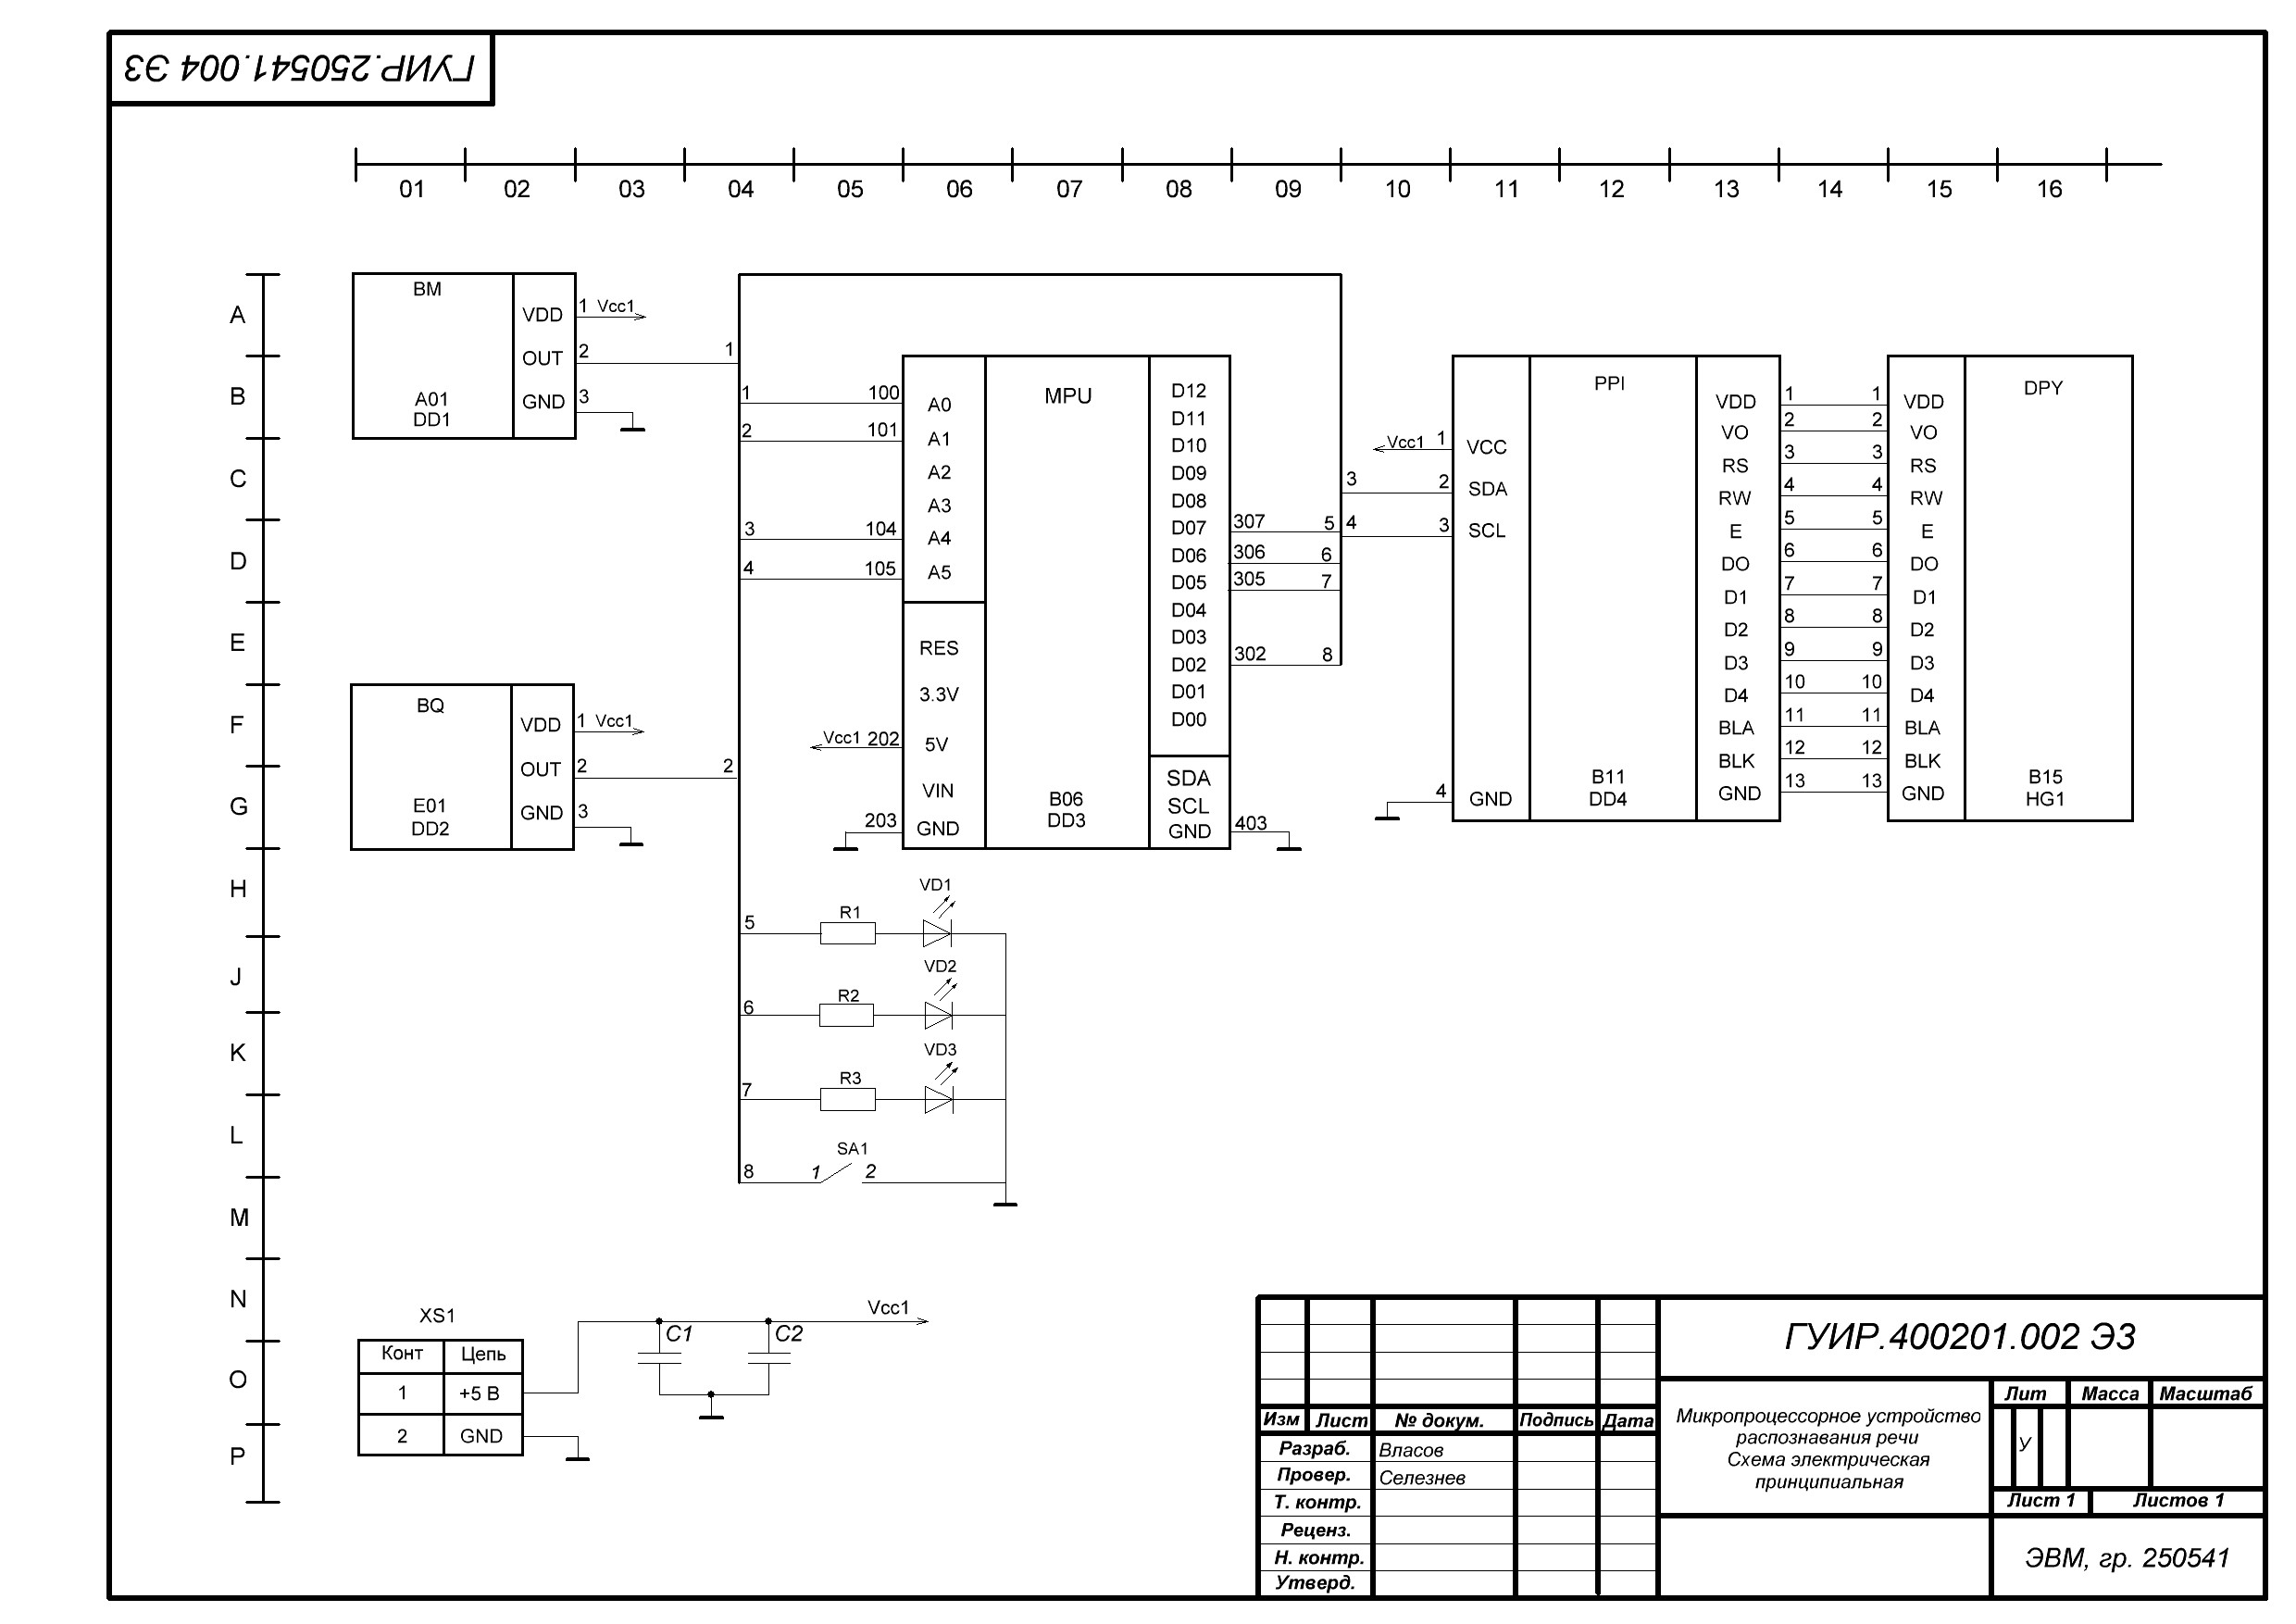 ГУИР.250541.004 Э3
01 02 03 04 05 06 07 08 09 10 11 12 13 14 15 16
A
B
C
D
E
F
G
H
J
K
L
M
N
O
P
BM
VDD
OUT
GND
A01
DD1
1 Vcc1
2
3
1
BQ
VDD
OUT
GND
E01
DD2
1 Vcc1
2
3
2
1 100
2 101
3 104
4 105
A0
A1
A2
A3
A4
A5
RES
3.3V
Vcc1 202 5V
VIN
203 GND
MPU
B06
DD3
D12
D11
D10
D09
D08
D07
D06
D05
D04
D03
D02
D01
D00
SDA
SCL
GND
307 5
306 6
305 7
302 8
403
Vcc1 1
3 2
4 3
4
VCC
SDA
SCL
GND
PPI
B11
DD4
VDD
VO
RS
RW
E
DO
D1
D2
D3
D4
BLA
BLK
GND
1 1
2 2
3 3
4 4
5 5
6 6
7 7
8 8
9 9
10 10
11 11
12 12
13 13
VDD
VO
RS
RW
E
DO
D1
D2
D3
D4
BLA
BLK
GND
DPY
B15
HG1
5 R1 VD1
6 R2 VD2
7 R3 VD3
8 1 SA1 2
XS1
Конт Цепь
1 +5 В
2 GND
C1 C2 Vcc1
ГУИР.400201.002 Э3
Изм Лист № докум. Подпись Дата
Разраб. Власов
Провер. Селезнев
Т. контр.
Реценз.
Н. контр.
Утверд.
Микропроцессорное устройство
распознавания речи
Схема электрическая
принципиальная
Лит Масса Масштаб
У
Лист 1 Листов 1
ЭВМ, гр. 250541